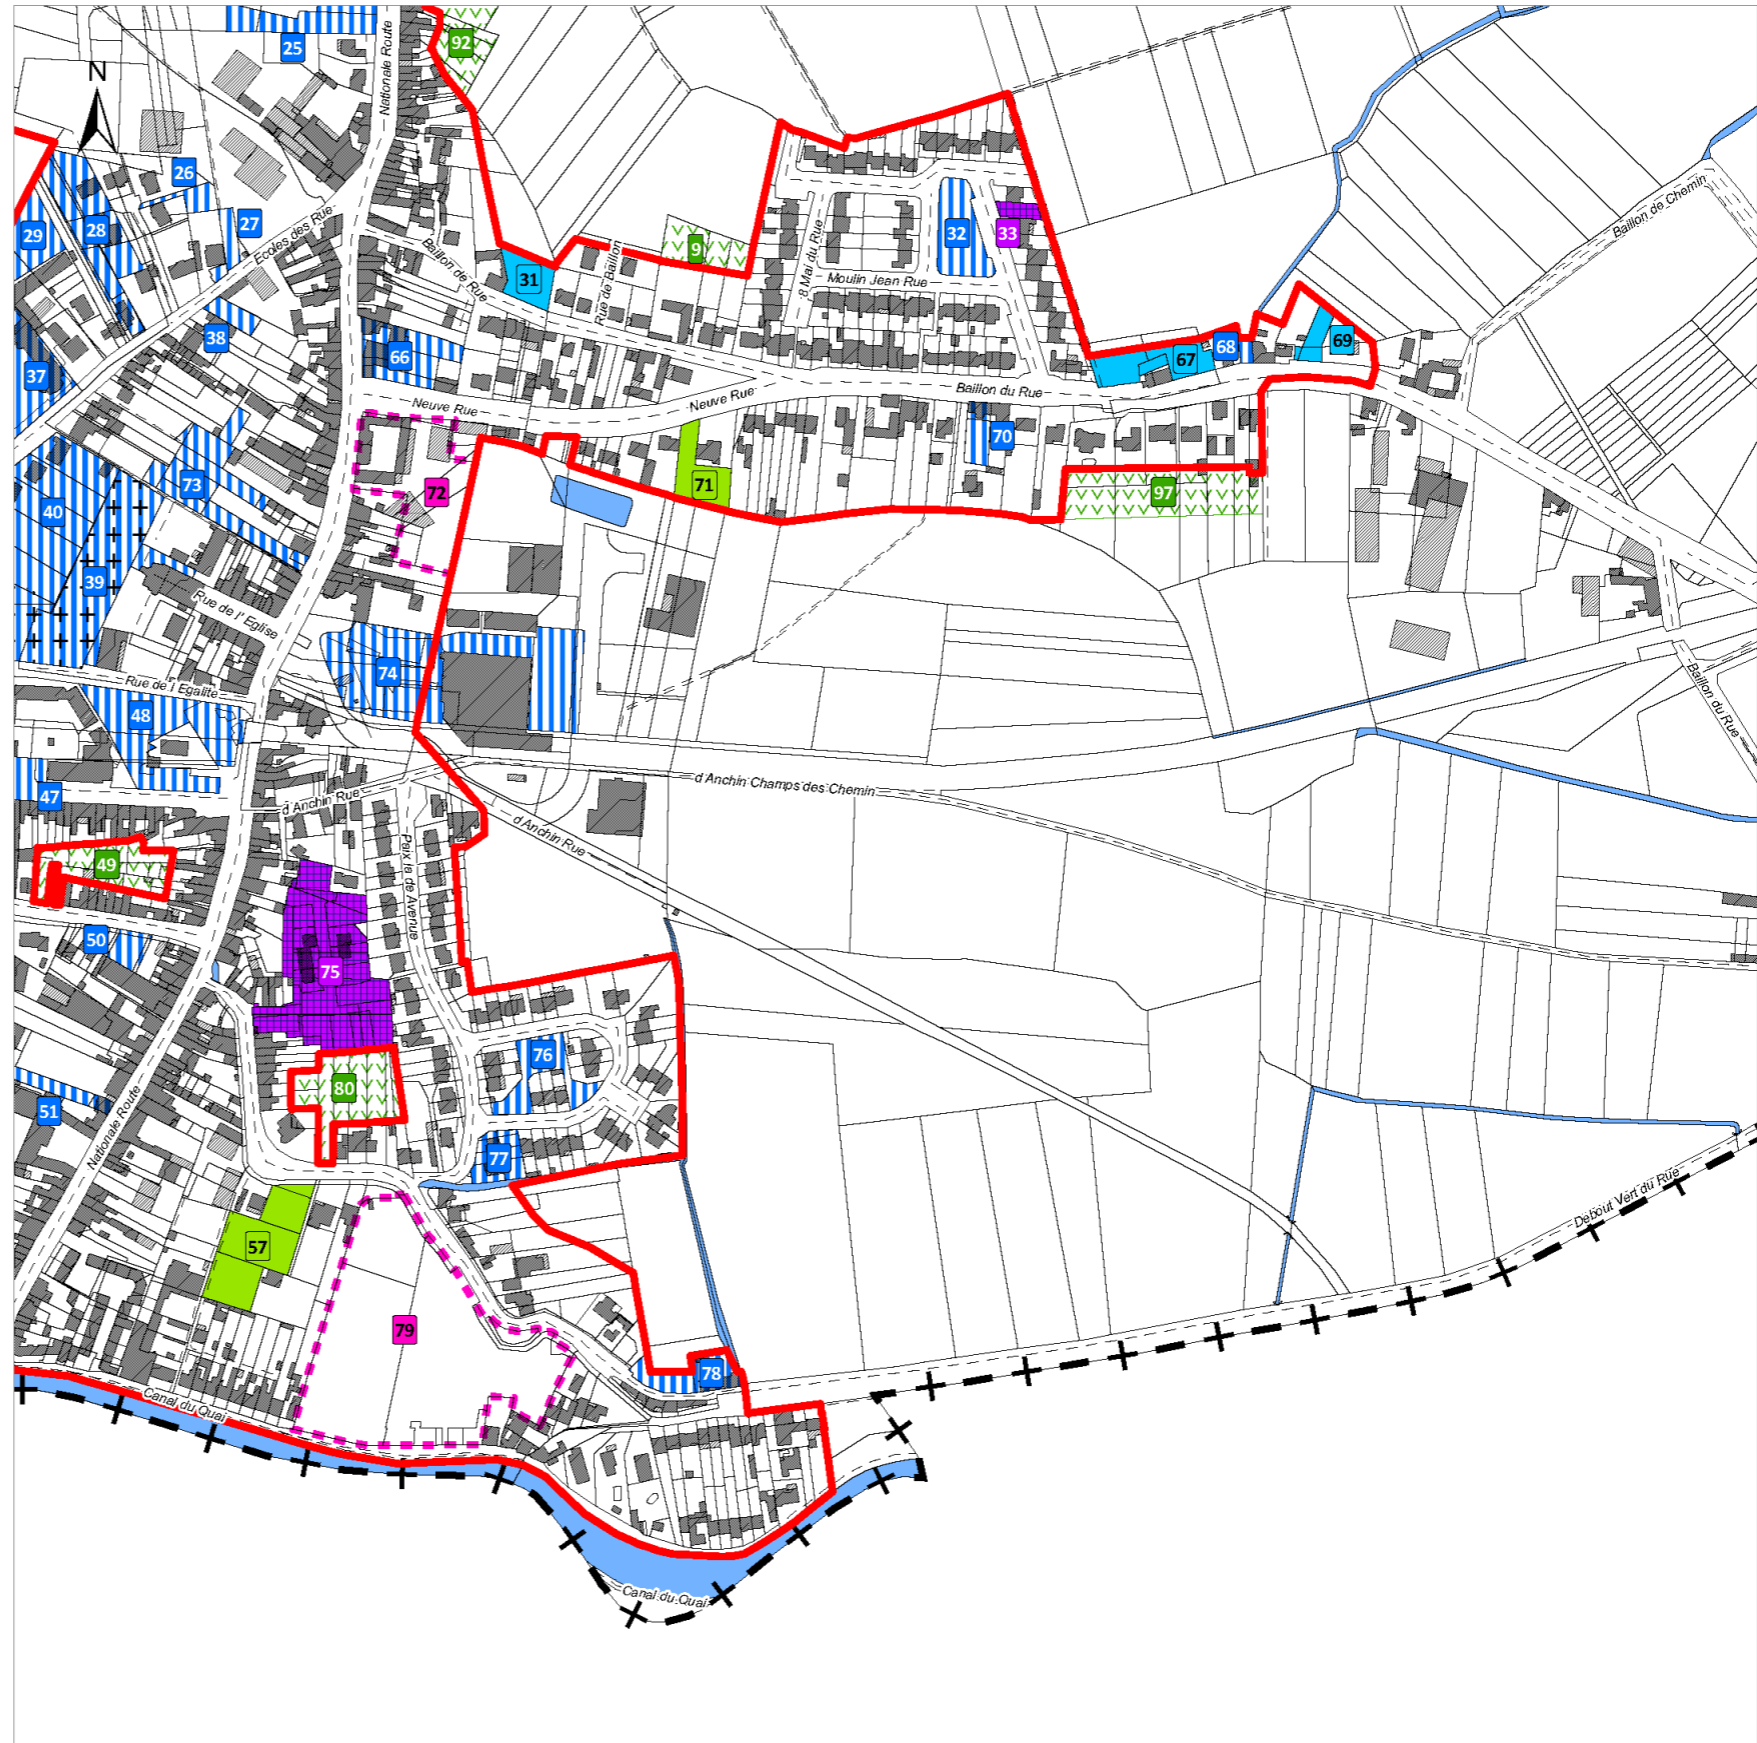 92
25
Nationale Route
N
26
Ecoles des Rue
27
28
29
Baillon de Rue
31
Rue de Baillon
9
8 Mai du Rue
32
33
Moulin Jean Rue
Baillon de Chemin
38
37
66
67
68
69
Neuve Rue
Neuve Rue
Baillon du Rue
70
71
72
73
97
40
39
Rue de l' Eglise
74
Rue de l' Egalite
48
Baillon du Rue
47
d'Anchin Rue
d'Anchin Champs des Chemin
d'Anchin Rue
Paix la de Avenue
49
50
75
76
80
51
Nationale Route
77
Debout Vert du Rue
57
79
78
Canal du Quai
Canal du Quai